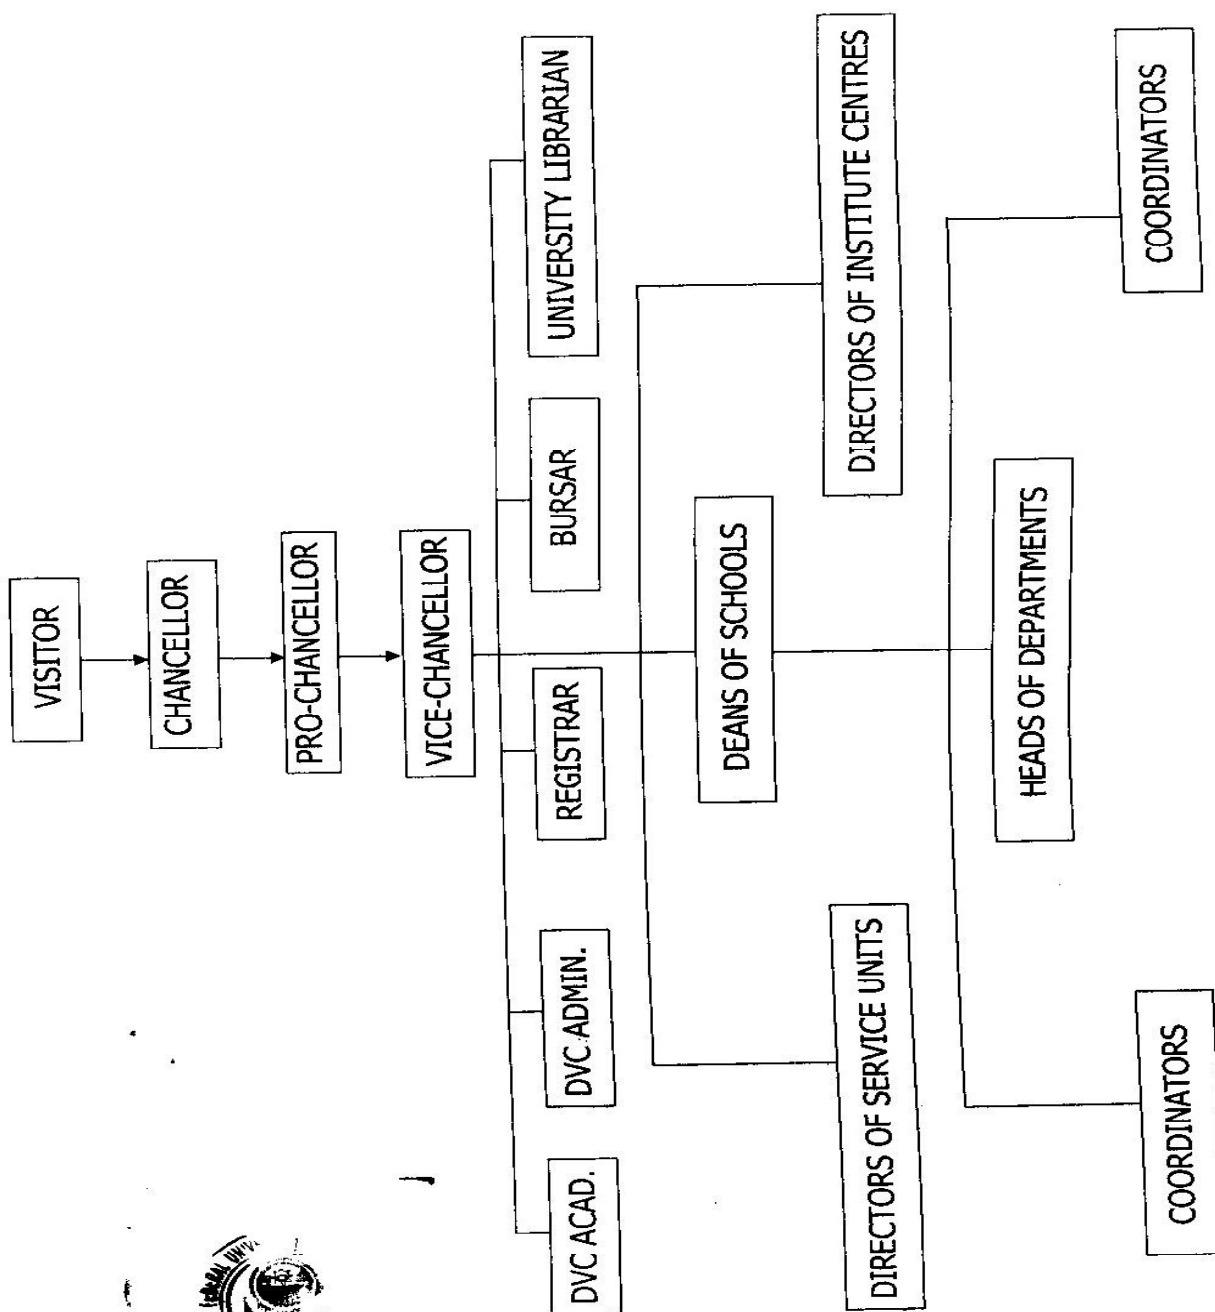 VISITOR
CHANCELLOR
PRO-CHANCELLOR
VICE-CHANCELLOR
DVC ACAD.
DVC ADMIN.
REGISTRAR
BURSAR
UNIVERSITY LIBRARIAN
DIRECTORS OF SERVICE UNITS
DEANS OF SCHOOLS
DIRECTORS OF INSTITUTE CENTRES
COORDINATORS
HEADS OF DEPARTMENTS
COORDINATORS